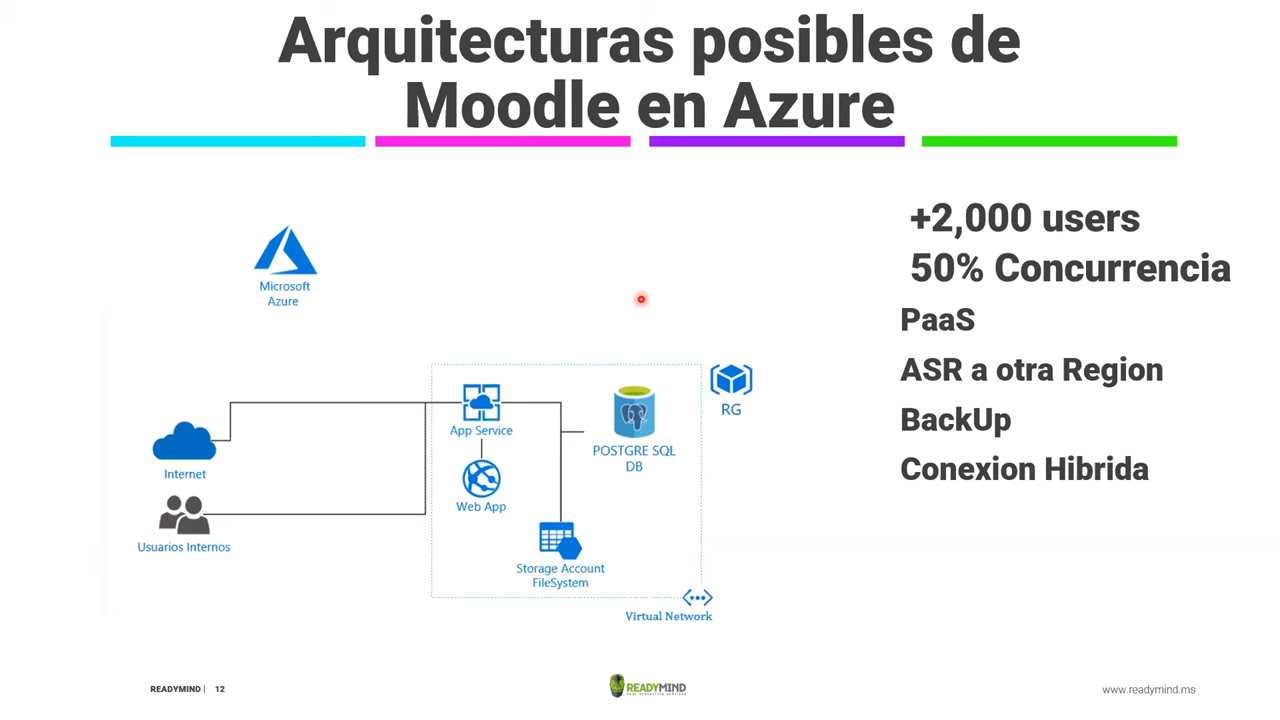 Arquitecturas posibles de
Moodle en Azure
Microsoft
Azure
+2,000 users
50% Concurrencia
PaaS
ASR a otra Region
BackUp
Conexion Hibrida
Internet
Usuarios Internos
App Service
Web App
POSTGRE SQL
DB
Storage Account
FileSystem
RG
Virtual Network
READYMIND | 12
READYMIND
www.readymind.ms